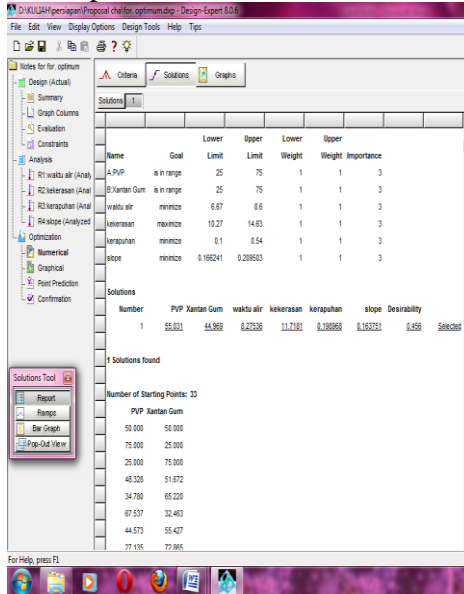 D:\KULIAH\persiapan\Proposal cha\for. optimum.dxp - Design-Expert 8.0.6
File Edit View Display Options Design Tools Help Tips
Notes for for. optimum
Design (Actual)
Summary
Graph Columns
Evaluation
Constraints
Analysis
R1:waktu alir (Analy
R2:kekerasan (Anal
R3:kerapuhan (Anal
R4:slope (Analyzed
Optimization
Numerical
Graphical
Point Prediction
Confirmation
Criteria Solutions Graphs
Solutions 1
Lower Upper Lower Upper
Name Goal Limit Limit Weight Weight Importance
A:PVP is in range 25 75 1 1 3
B:Xantan Gum is in range 25 75 1 1 3
waktu alir minimize 6.67 8.6 1 1 3
kekerasan maximize 10.27 14.63 1 1 3
kerapuhan minimize 0.1 0.54 1 1 3
slope minimize 0.166241 0.209503 1 1 3
Solutions
Number PVP Xantan Gum waktu alir kekerasan kerapuhan slope Desirability
1 55.031 44.969 8.27536 11.7181 0.198968 0.163751 0.456 Selected
1 Solutions found
Number of Starting Points: 33
PVP Xantan Gum
50.000 50.000
75.000 25.000
25.000 75.000
48.328 51.672
34.780 65.220
67.537 32.463
44.573 55.427
27.135 72.865
Solutions Tool
Report
Ramps
Bar Graph
Pop-Out View
For Help, press F1